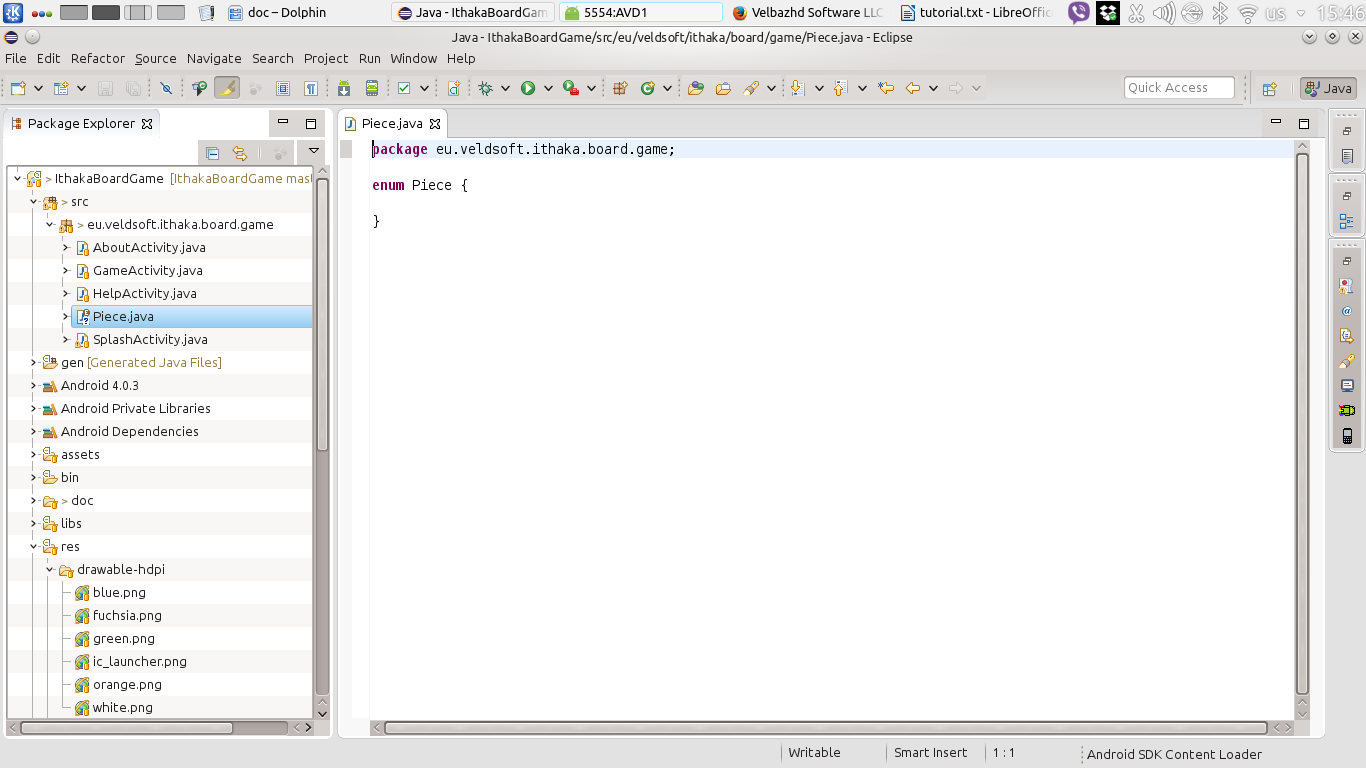 doc – Dolphin
Java - IthakaBoardGam
5554:AVD1
Velbazhd Software LLC
tutorial.txt - LibreOffic
us
15:46
Java - IthakaBoardGame/src/eu/veldsoft/ithaka/board/game/Piece.java - Eclipse
File Edit Refactor Source Navigate Search Project Run Window Help
Quick Access
Java
Package Explorer
Piece.java
> IthakaBoardGame [IthakaBoardGame mast
> src
> eu.veldsoft.ithaka.board.game
AboutActivity.java
GameActivity.java
HelpActivity.java
Piece.java
SplashActivity.java
gen [Generated Java Files]
Android 4.0.3
Android Private Libraries
Android Dependencies
assets
bin
> doc
libs
res
drawable-hdpi
blue.png
fuchsia.png
green.png
ic_launcher.png
orange.png
white.png
package eu.veldsoft.ithaka.board.game;
enum Piece {
}
Writable
Smart Insert
1 : 1
Android SDK Content Loader